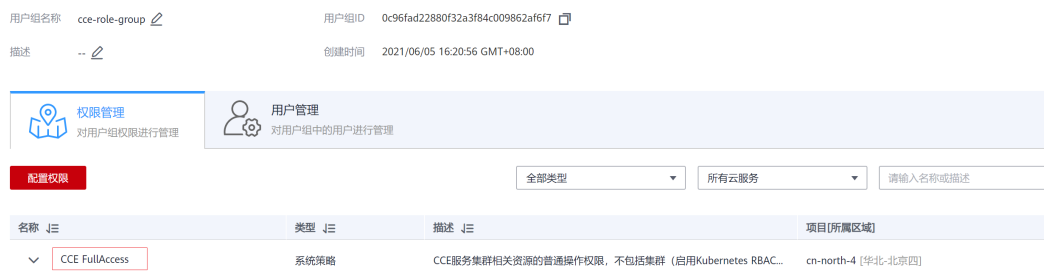 用户组名称 cce-role-group 用户组ID 0c96fad22880f32a3f84c009862af6f7
描述 -- 创建时间 2021/06/05 16:20:56 GMT+08:00
权限管理 用户管理
对用户组权限进行管理 对用户组中的用户进行管理
配置权限 全部类型 所有云服务 请输入名称或描述
名称 类型 描述 项目[所属区域]
CCE FullAccess 系统策略 CCE服务集群相关资源的普通操作权限，不包括集群（启用Kubernetes RBAC... cn-north-4 [华北-北京四]